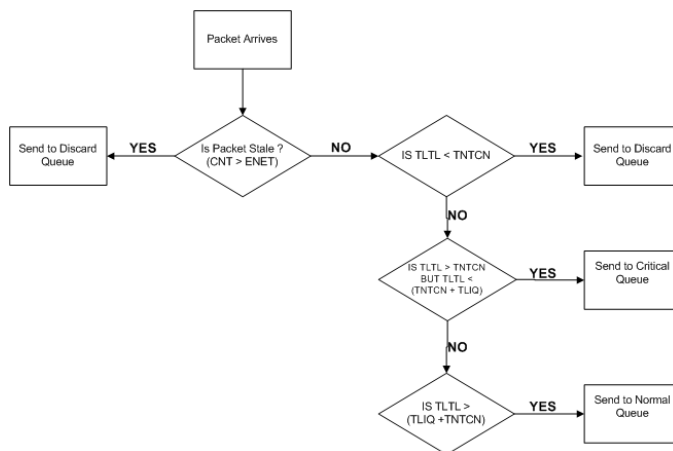 Packet Arrives
Send to Discard
Queue
YES
Is Packet Stale ?
(CNT > ENET)
NO
IS TLTL < TNTCN
YES
Send to Discard
Queue
NO
IS TLTL > TNTCN
BUT TLTL <
(TNTCN + TLIQ)
YES
Send to Critical
Queue
NO
IS TLTL >
(TLIQ +TNTCN)
YES
Send to Normal
Queue